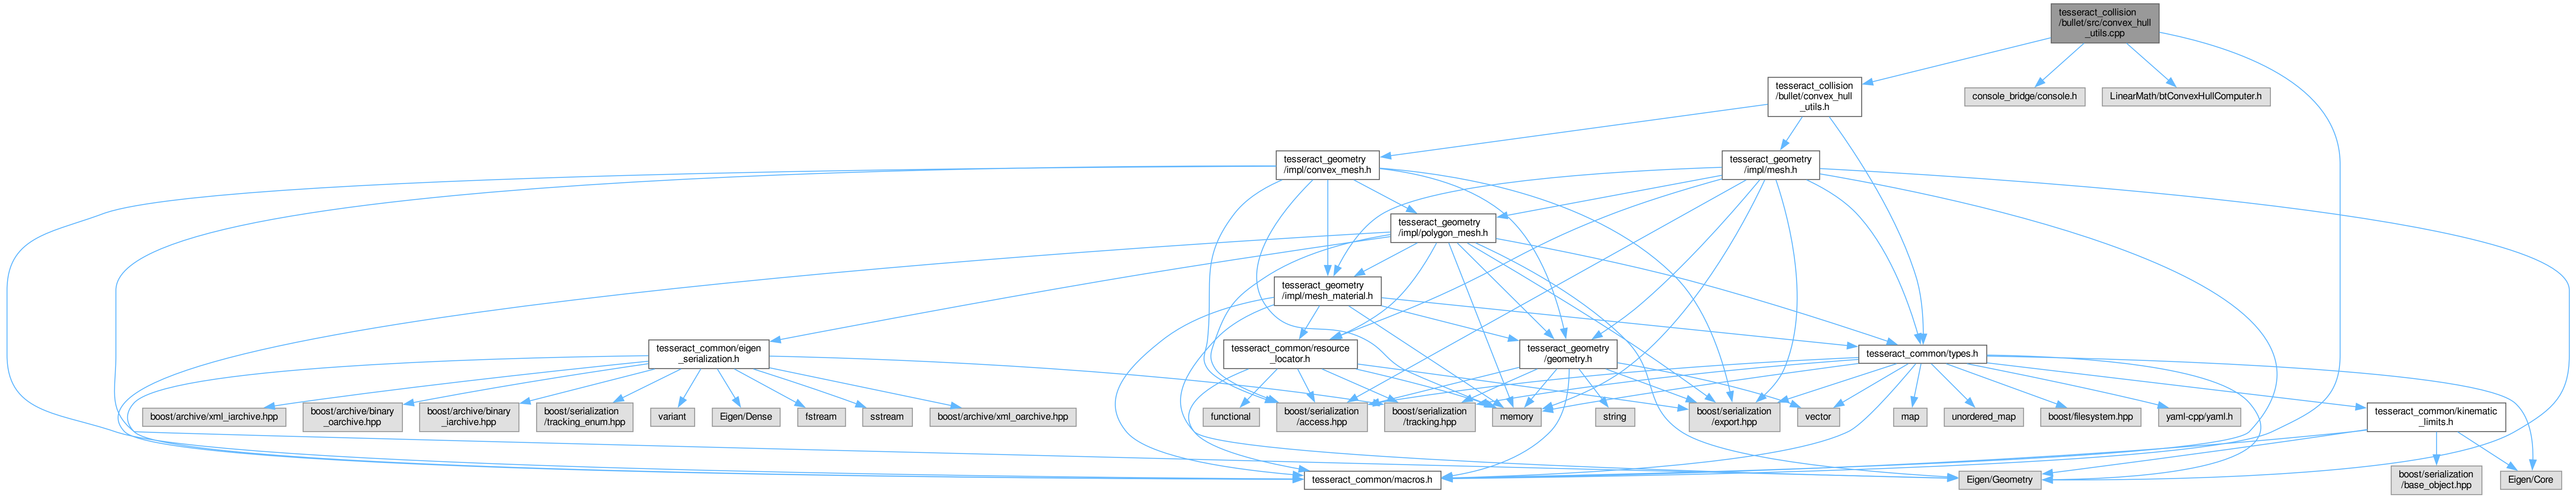 tesseract_collision
/bullet/src/convex_hull
_utils.cpp
tesseract_collision
/bullet/convex_hull
_utils.h
console_bridge/console.h
LinearMath/btConvexHullComputer.h
tesseract_geometry
/impl/convex_mesh.h
tesseract_geometry
/impl/mesh.h
tesseract_geometry
/impl/polygon_mesh.h
tesseract_geometry
/impl/mesh_material.h
tesseract_common/eigen
_serialization.h
tesseract_common/resource
_locator.h
tesseract_geometry
/geometry.h
tesseract_common/types.h
boost/archive/xml_iarchive.hpp
boost/archive/binary
_oarchive.hpp
boost/archive/binary
_iarchive.hpp
boost/serialization
/tracking_enum.hpp
variant
Eigen/Dense
fstream
sstream
boost/archive/xml_oarchive.hpp
functional
boost/serialization
/access.hpp
boost/serialization
/tracking.hpp
memory
string
boost/serialization
/export.hpp
vector
map
unordered_map
boost/filesystem.hpp
yaml-cpp/yaml.h
tesseract_common/kinematic
_limits.h
tesseract_common/macros.h
Eigen/Geometry
boost/serialization
/base_object.hpp
Eigen/Core